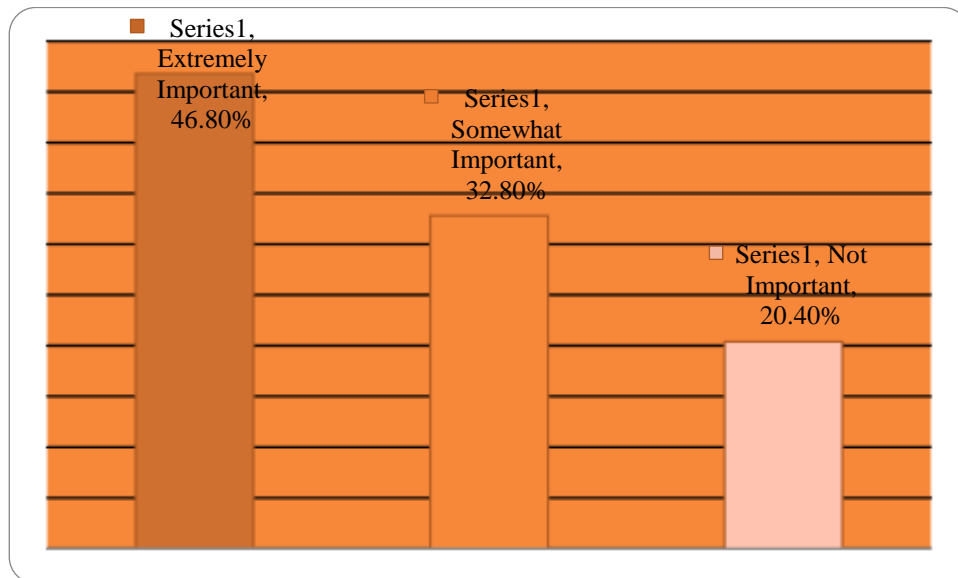 Series1,
Extremely
Important,
46.80%
Series1,
Somewhat
Important,
32.80%
Series1, Not
Important,
20.40%